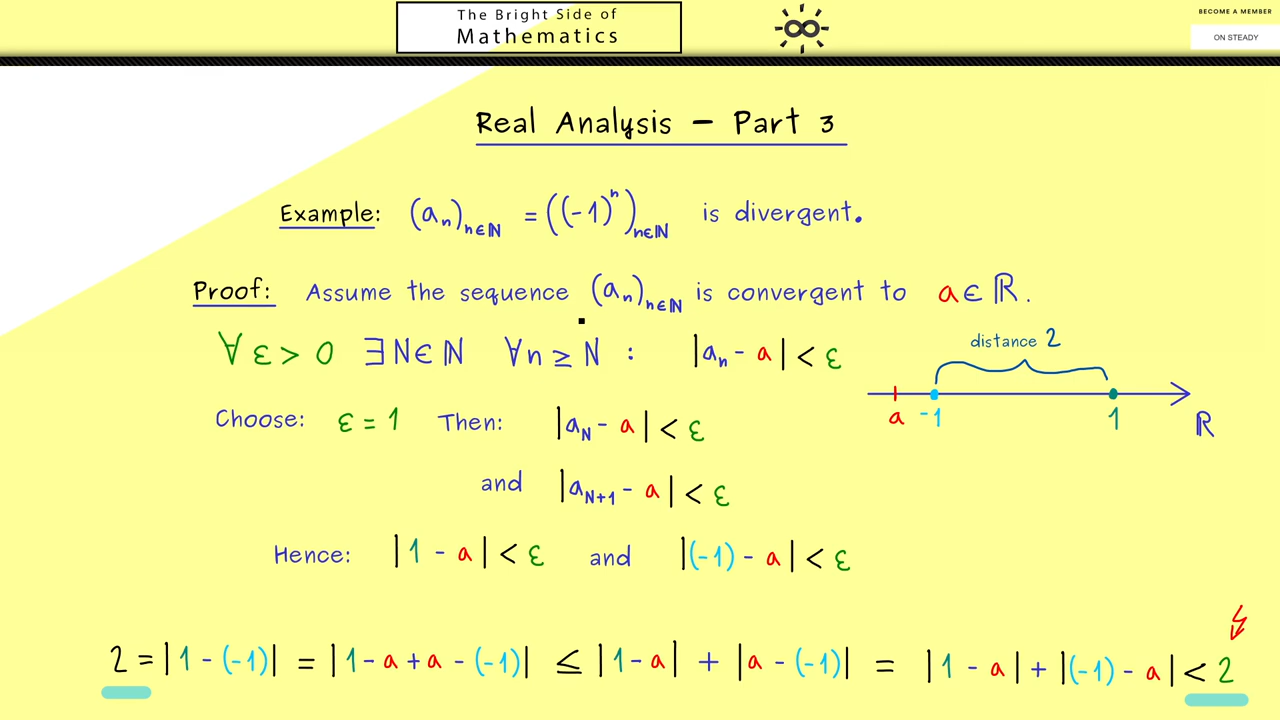 The Bright Side of
Mathematics
BECOME A MEMBER
ON STEADY
Real Analysis – Part 3
Example: (aₙ)ₙ∈ℕ = ((-1)ⁿ)ₙ∈ℕ is divergent.
Proof: Assume the sequence (aₙ)ₙ∈ℕ is convergent to a ∈ ℝ.
∀ ε > 0 ∃ N ∈ ℕ ∀n ≥ N : |aₙ - a| < ε
distance 2
a -1 1 ℝ
Choose: ε = 1 Then: |a_N - a| < ε
and |a_{N+1} - a| < ε
Hence: |1 - a| < ε and |(-1) - a| < ε
2 = |1 - (-1)| = |1 - a + a - (-1)| ≤ |1 - a| + |a - (-1)| = |1 - a| + |(-1) - a| < 2